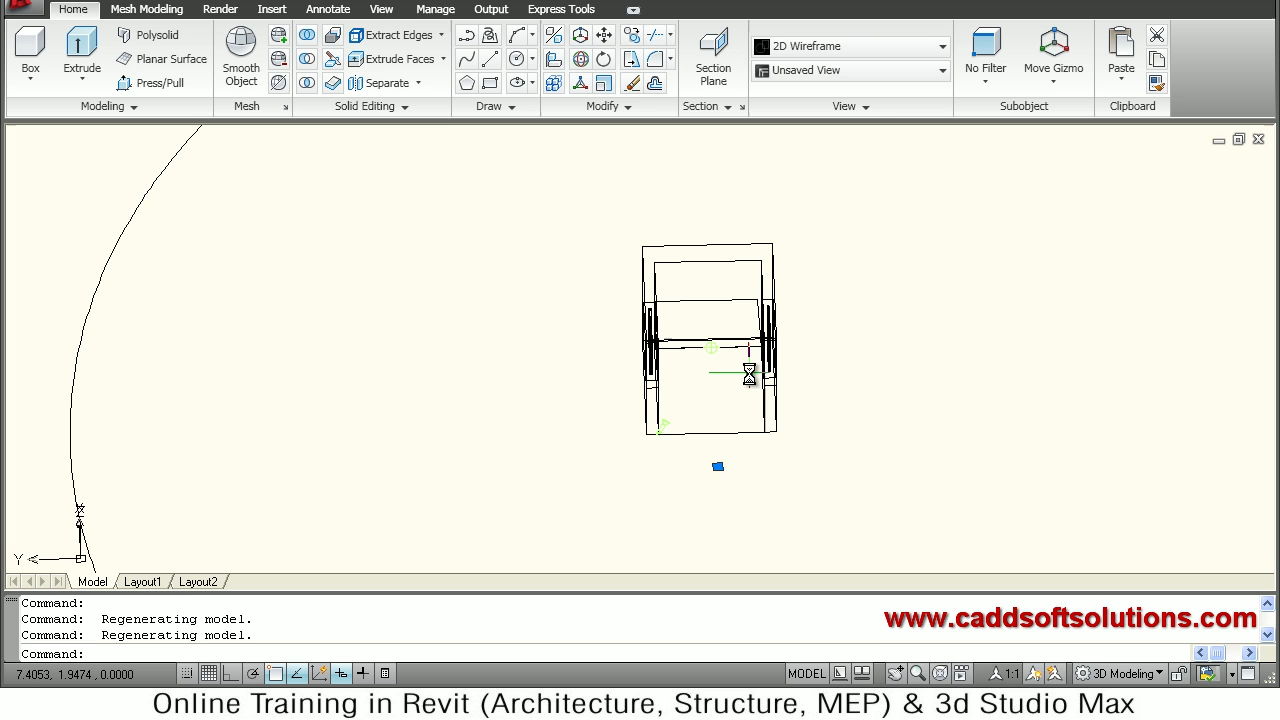 Home Mesh Modeling Render Insert Annotate View Manage Output Express Tools
Polysolid
Planar Surface
Press/Pull
Box
Extrude
Smooth
Object
Extract Edges
Extrude Faces
Separate
Section
Plane
2D Wireframe
Unsaved View
No Filter
Move Gizmo
Paste
Modeling
Mesh
Solid Editing
Draw
Modify
Section
View
Subobject
Clipboard
X
Y
Model Layout1 Layout2
Command:
Command: Regenerating model.
Command: Regenerating model.
Command:
www.caddsoftsolutions.com
7.4053, 1.9474 , 0.0000
MODEL
1:1
3D Modeling
Online Training in Revit (Architecture, Structure, MEP) & 3d Studio Max